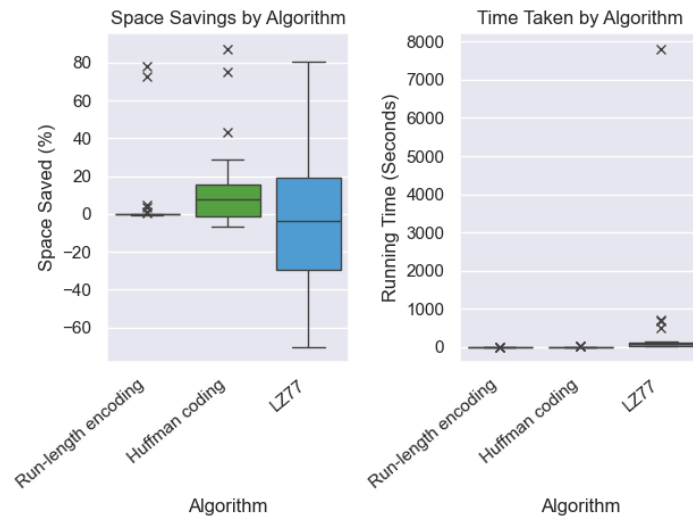 Space Savings by Algorithm
Space Saved (%)
80
60
40
20
0
−20
−40
−60
Run-length encoding
Huffman coding
LZ77
Algorithm
Time Taken by Algorithm
Running Time (Seconds)
8000
7000
6000
5000
4000
3000
2000
1000
0
Run-length encoding
Huffman coding
LZ77
Algorithm